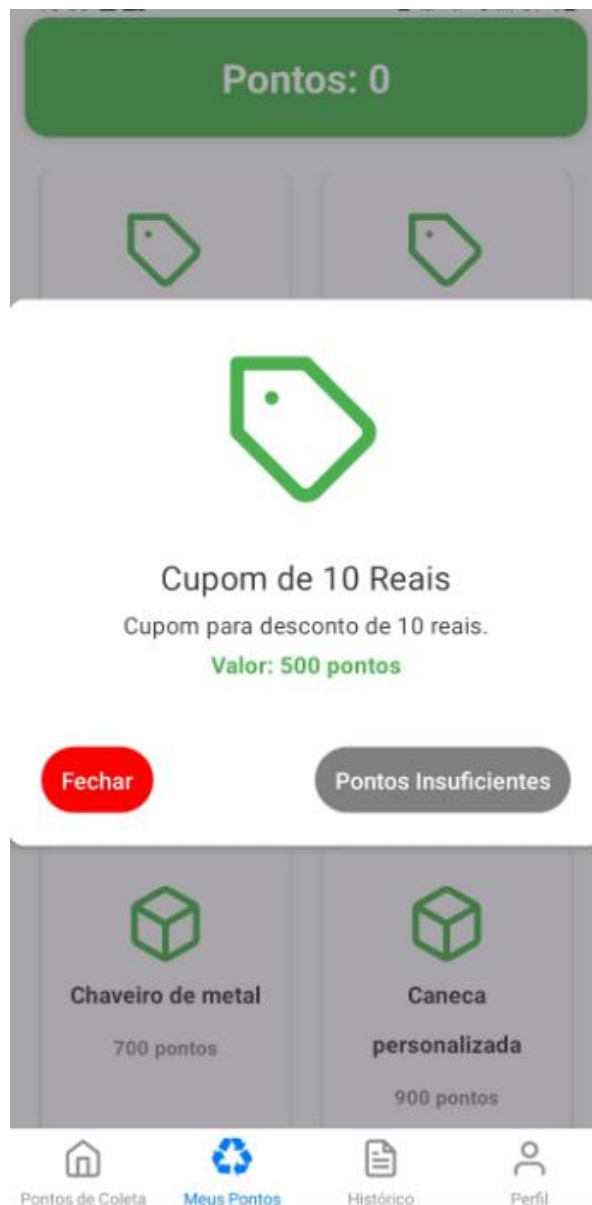 Pontos: 0
Cupom de 10 Reais
Cupom para desconto de 10 reais.
Valor: 500 pontos
Fechar
Pontos Insuficientes
Chaveiro de metal
700 pontos
Caneca
personalizada
900 pontos
Pontos de Coleta
Meus Pontos
Histórico
Perfil